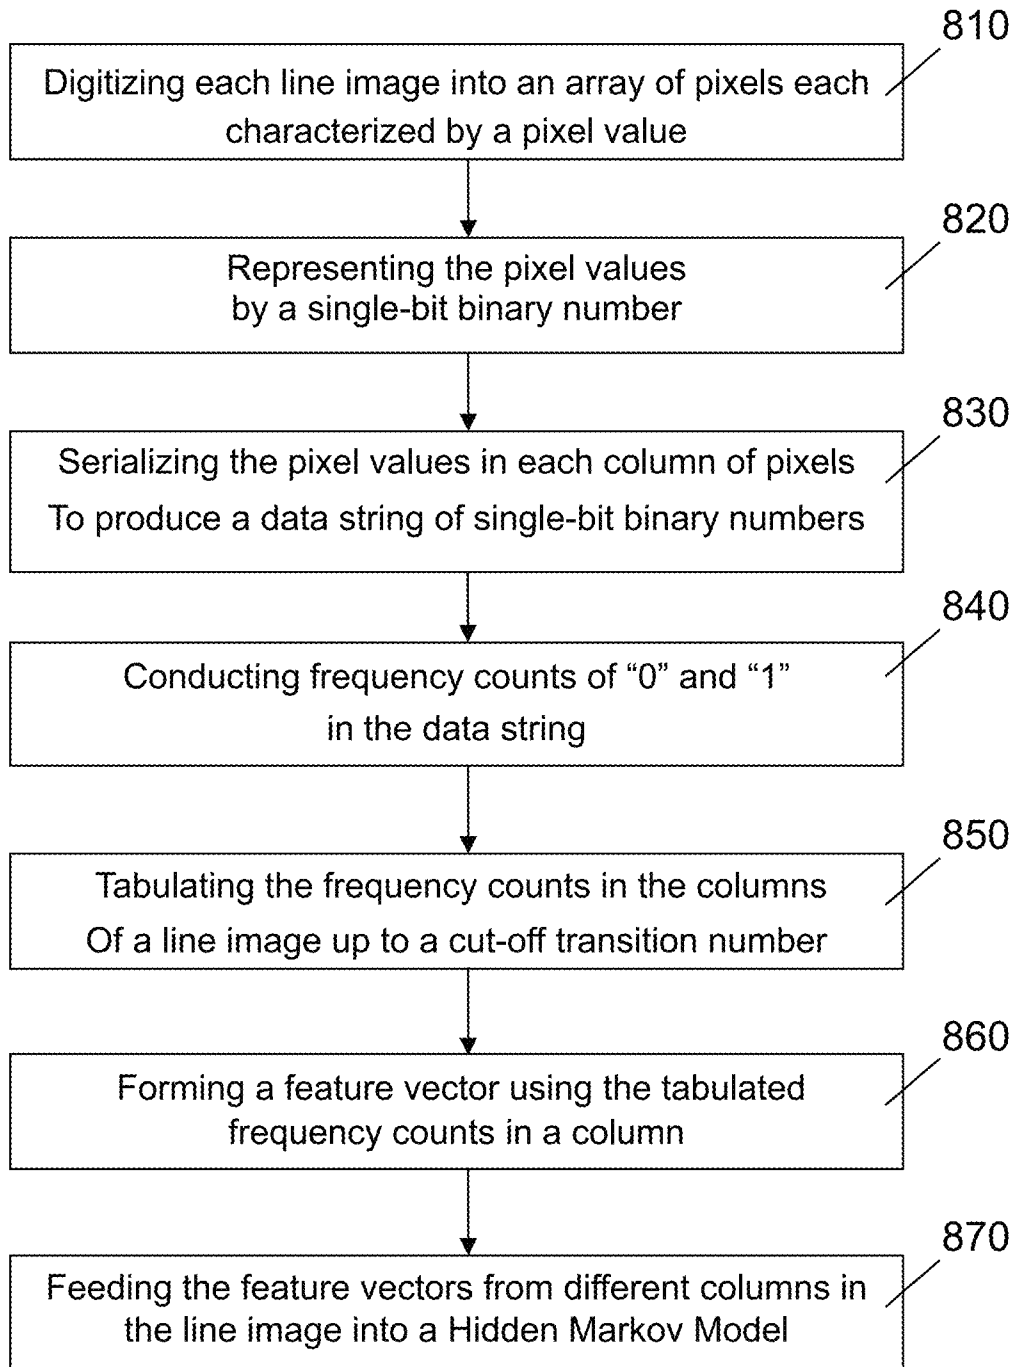 810
Digitizing each line image into an array of pixels each
characterized by a pixel value
820
Representing the pixel values
by a single-bit binary number
830
Serializing the pixel values in each column of pixels
To produce a data string of single-bit binary numbers
840
Conducting frequency counts of “0” and “1”
in the data string
850
Tabulating the frequency counts in the columns
Of a line image up to a cut-off transition number
860
Forming a feature vector using the tabulated
frequency counts in a column
870
Feeding the feature vectors from different columns in
the line image into a Hidden Markov Model